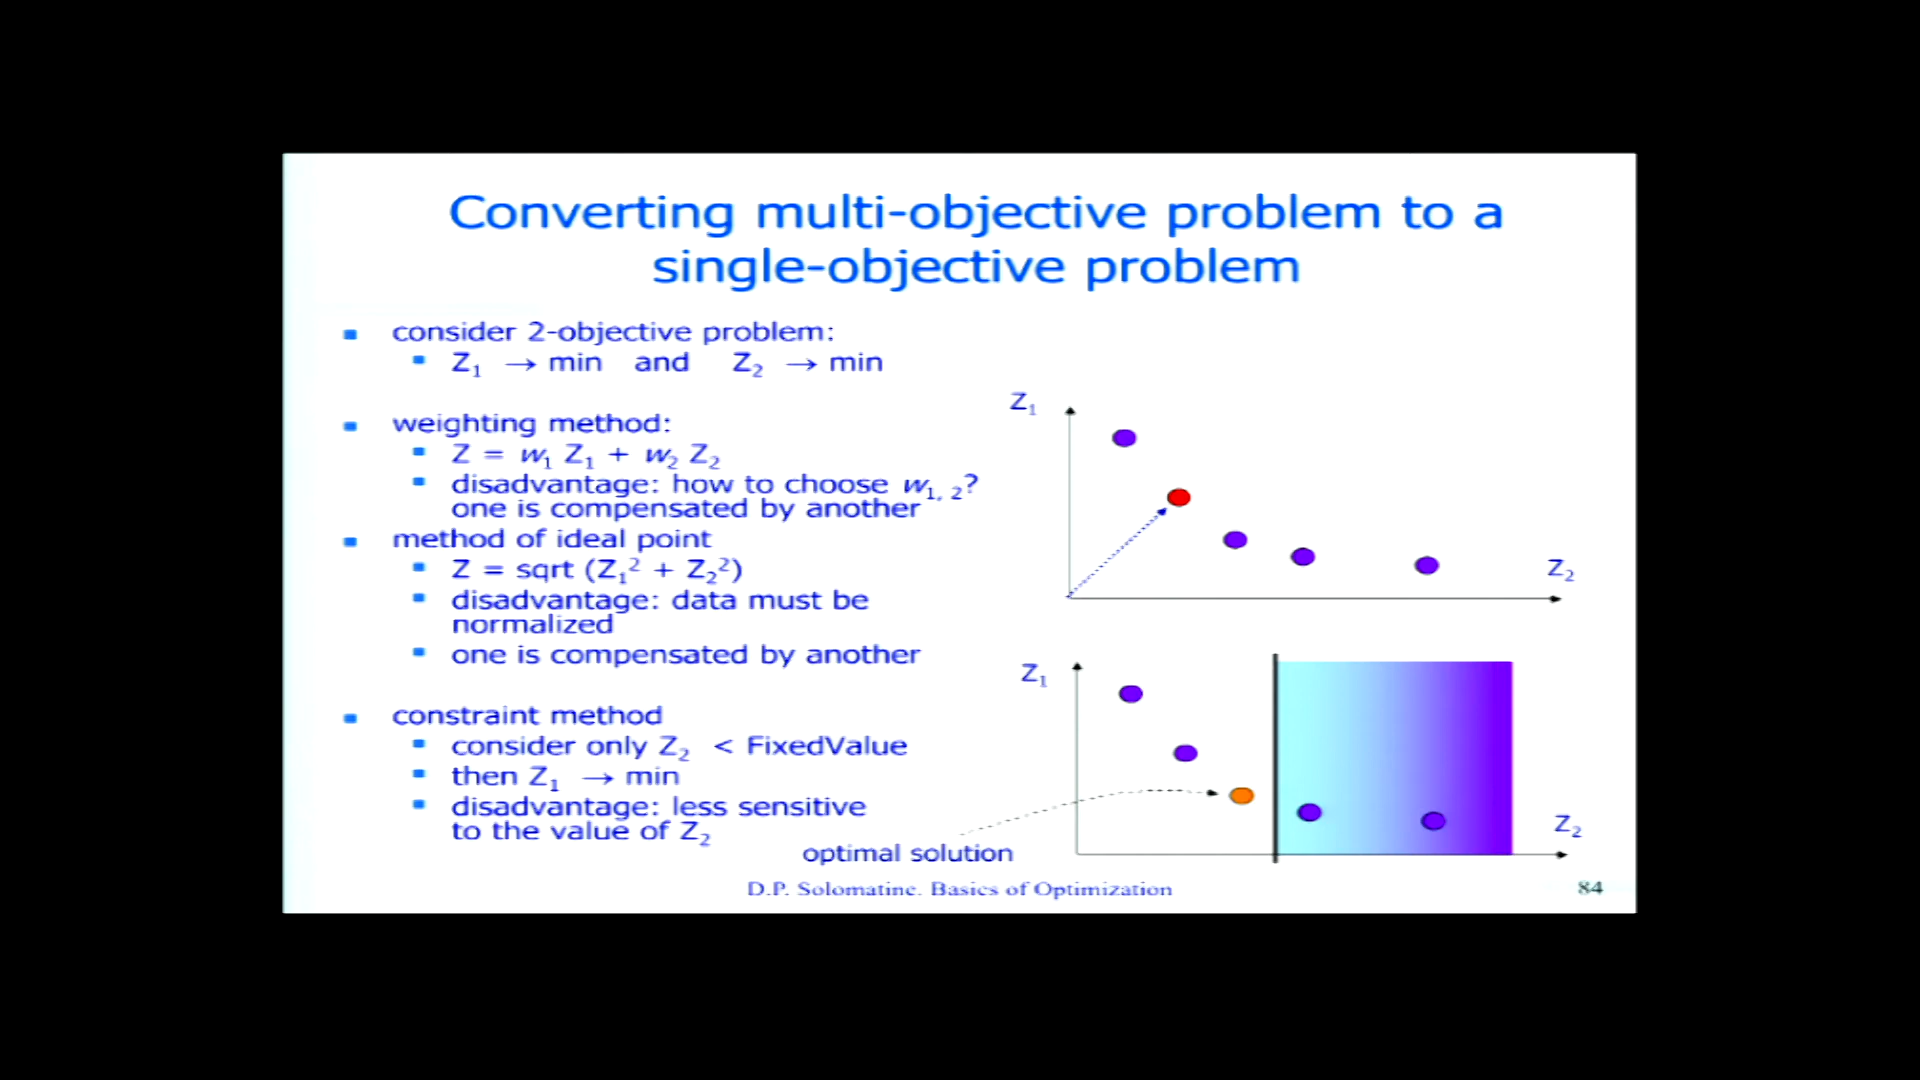 Converting multi-objective problem to a
single-objective problem
consider 2-objective problem:
Z₁ → min and Z₂ → min
weighting method:
Z = w₁ Z₁ + w₂ Z₂
disadvantage: how to choose w₁, ₂?
one is compensated by another
method of ideal point
Z = sqrt (Z₁² + Z₂²)
disadvantage: data must be
normalized
one is compensated by another
constraint method
consider only Z₂ < FixedValue
then Z₁ → min
disadvantage: less sensitive
to the value of Z₂
Z₁
Z₂
Z₁
Z₂
optimal solution
D.P. Solomatine. Basics of Optimization
84